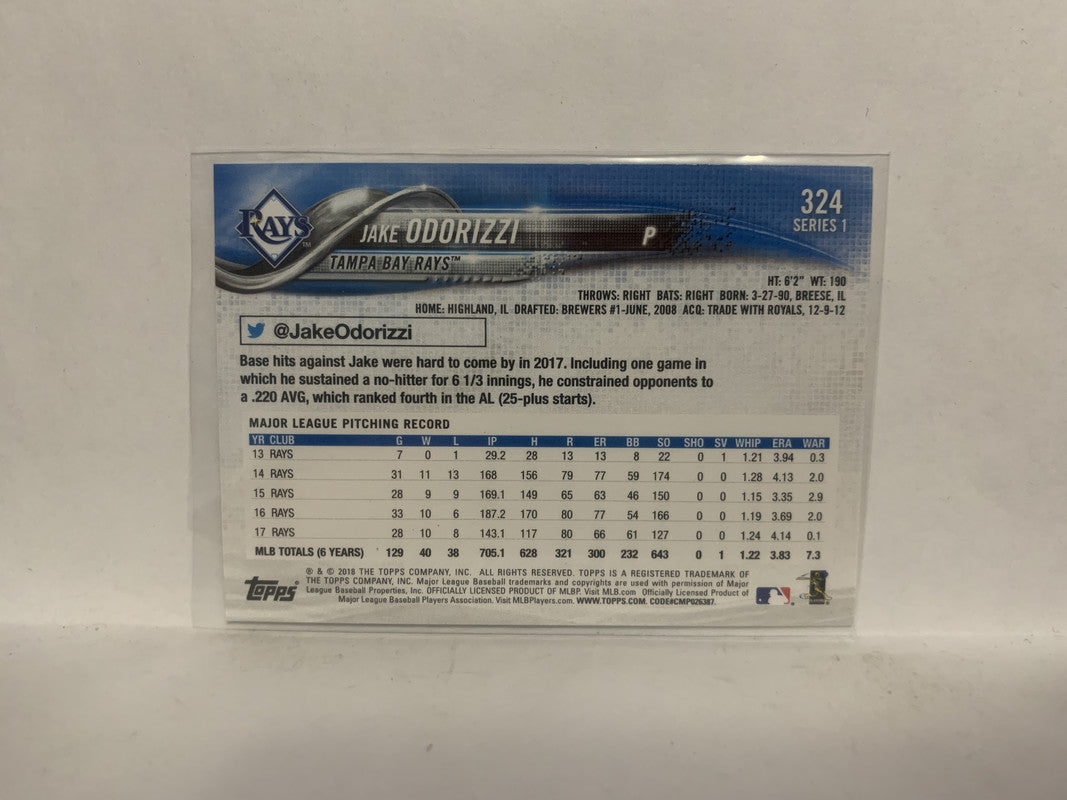 RAYS™
JAKE ODORIZZI P
TAMPA BAY RAYS™
324
SERIES 1
HT: 6'2" WT: 190
THROWS: RIGHT BATS: RIGHT BORN: 3-27-90, BREESE, IL
HOME: HIGHLAND, IL DRAFTED: BREWERS #1-JUNE, 2008 ACQ: TRADE WITH ROYALS, 12-9-12
@JakeOdorizzi
Base hits against Jake were hard to come by in 2017. Including one game in
which he sustained a no-hitter for 6 1/3 innings, he constrained opponents to
a .220 AVG, which ranked fourth in the AL (25-plus starts).
MAJOR LEAGUE PITCHING RECORD
YR CLUB G W L IP H R ER BB SO SHO SV WHIP ERA WAR
13 RAYS 7 0 1 29.2 28 13 13 8 22 0 1 1.21 3.94 0.3
14 RAYS 31 11 13 168 156 79 77 59 174 0 0 1.28 4.13 2.0
15 RAYS 28 9 9 169.1 149 65 63 46 150 0 0 1.15 3.35 2.9
16 RAYS 33 10 6 187.2 170 80 77 54 166 0 0 1.19 3.69 2.0
17 RAYS 28 10 8 143.1 117 80 66 61 127 0 0 1.24 4.14 0.1
MLB TOTALS (6 YEARS) 129 40 38 705.1 628 321 300 232 643 0 1 1.22 3.83 7.3
® & © 2018 THE TOPPS COMPANY, INC. ALL RIGHTS RESERVED. TOPPS IS A REGISTERED TRADEMARK OF
THE TOPPS COMPANY, INC. Major League Baseball trademarks and copyrights are used with permission of Major
League Baseball Properties, Inc. OFFICIALLY LICENSED PRODUCT OF MLBP. Visit MLB.com Officially Licensed Product of
Major League Baseball Players Association. Visit MLBPlayers.com. WWW.TOPPS.COM. CODE#CMP026387.
Topps